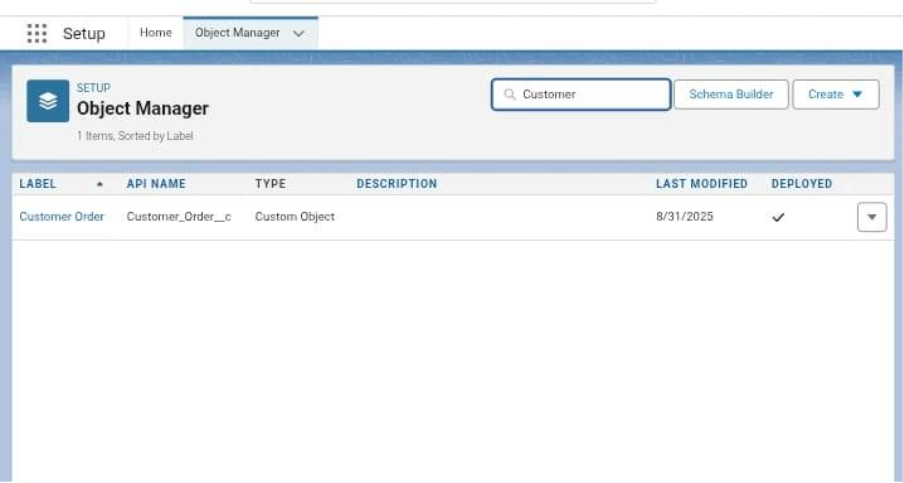 Setup Home Object Manager
SETUP
Object Manager
1 Items, Sorted by Label
Customer
Schema Builder
Create
LABEL API NAME TYPE DESCRIPTION LAST MODIFIED DEPLOYED
Customer Order Customer_Order__c Custom Object 8/31/2025